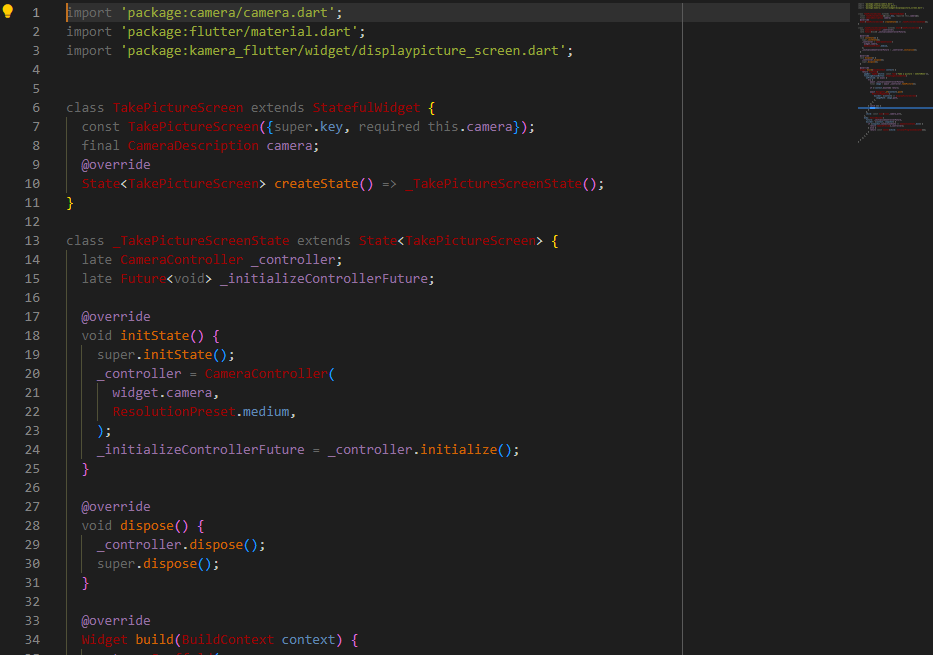 1 import 'package:camera/camera.dart';
2 import 'package:flutter/material.dart';
3 import 'package:kamera_flutter/widget/displaypicture_screen.dart';
4
5
6 class TakePictureScreen extends StatefulWidget {
7   const TakePictureScreen({super.key, required this.camera});
8   final CameraDescription camera;
9   @override
10   State<TakePictureScreen> createState() => _TakePictureScreenState();
11 }
12
13 class _TakePictureScreenState extends State<TakePictureScreen> {
14   late CameraController _controller;
15   late Future<void> _initializeControllerFuture;
16
17   @override
18   void initState() {
19     super.initState();
20     _controller = CameraController(
21       widget.camera,
22       ResolutionPreset.medium,
23     );
24     _initializeControllerFuture = _controller.initialize();
25   }
26
27   @override
28   void dispose() {
29     _controller.dispose();
30     super.dispose();
31   }
32
33   @override
34   Widget build(BuildContext context) {